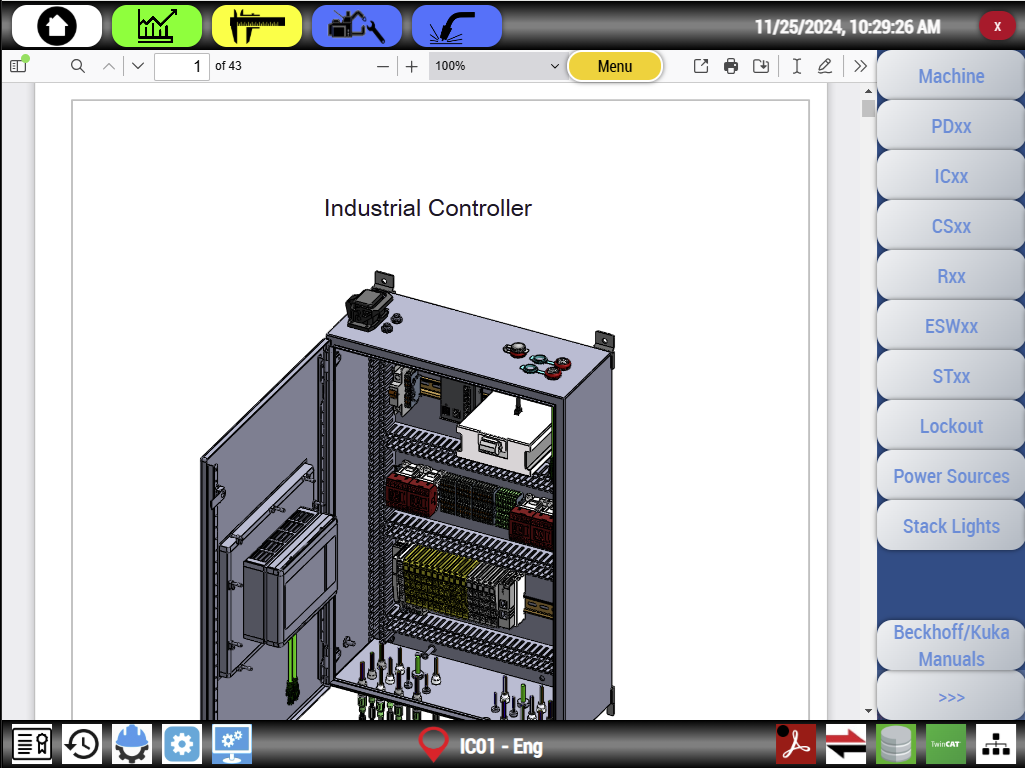 11/25/2024, 10:29:26 AM
x
1
of 43
100%
Menu
Machine
PDxx
ICxx
CSxx
Rxx
ESWxx
STxx
Lockout
Power Sources
Stack Lights
Beckhoff/Kuka
Manuals
>>>
Industrial Controller
IC01 - Eng
TwinCAT